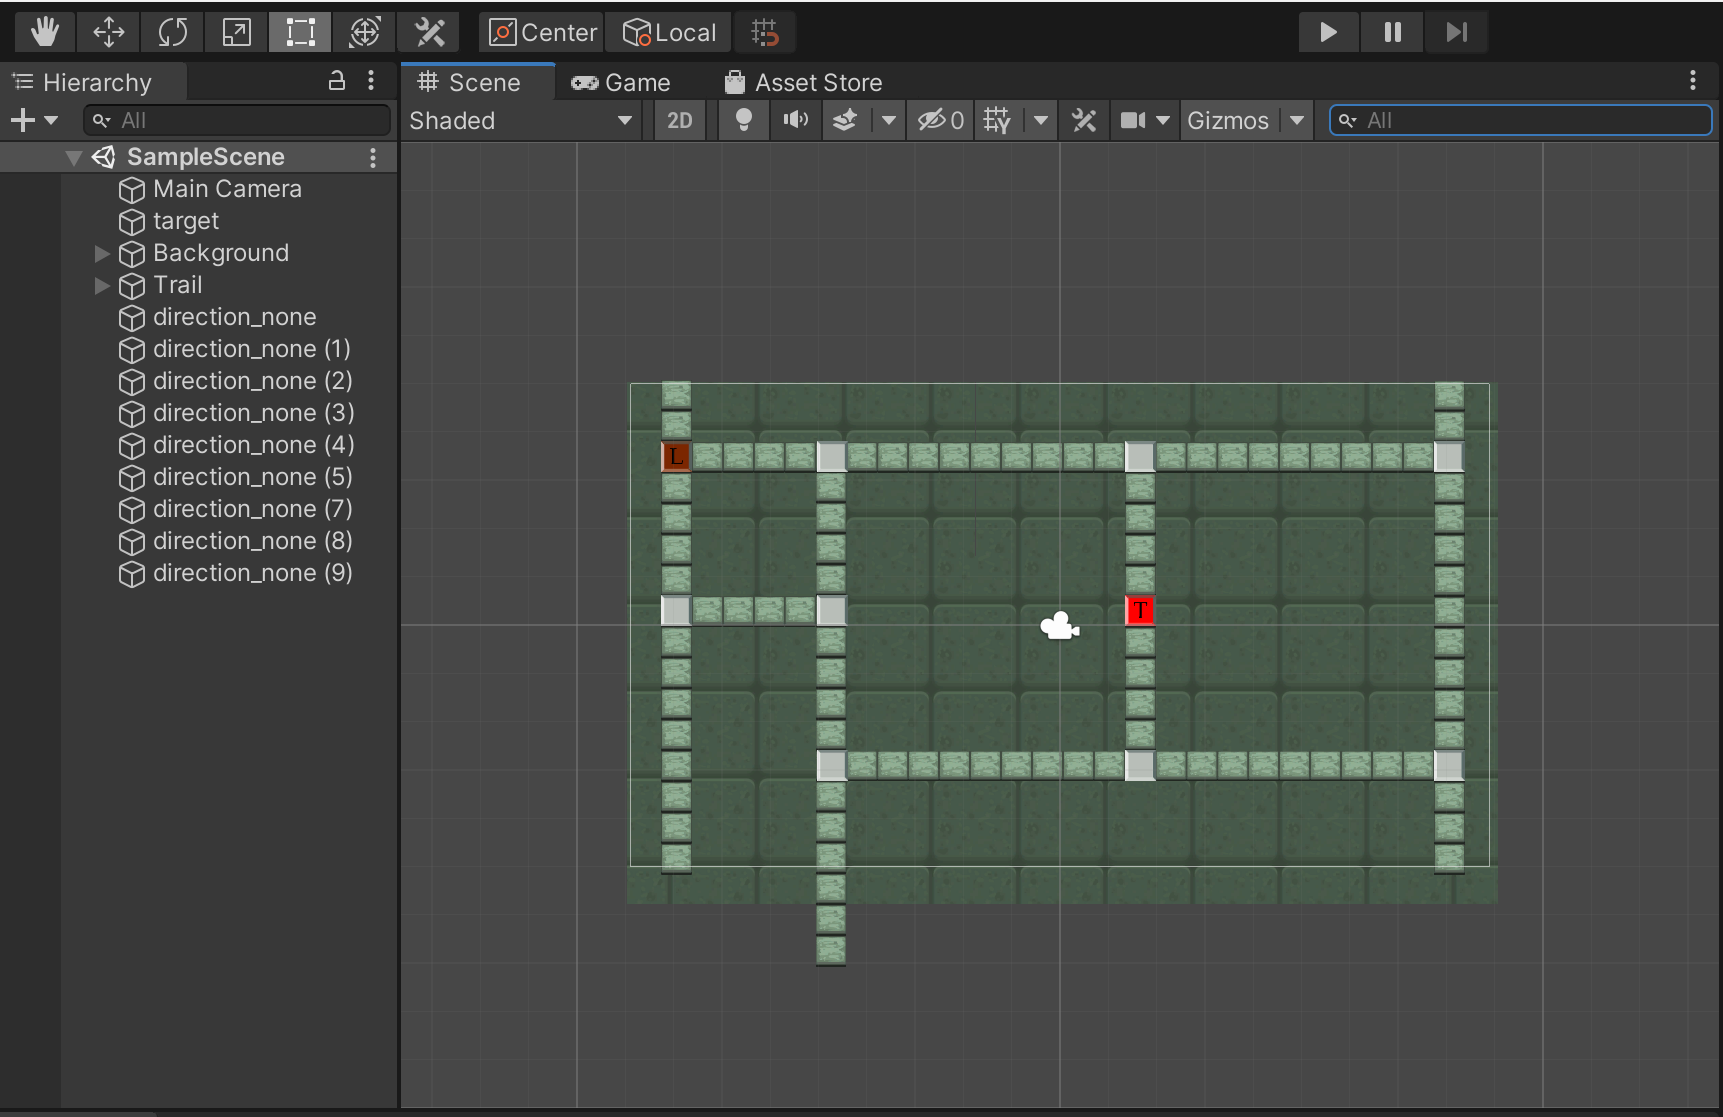 Center
Local
Hierarchy
All
SampleScene
Main Camera
target
Background
Trail
direction_none
direction_none (1)
direction_none (2)
direction_none (3)
direction_none (4)
direction_none (5)
direction_none (7)
direction_none (8)
direction_none (9)
Scene
Game
Asset Store
Shaded
2D
0
Gizmos
All
L
T